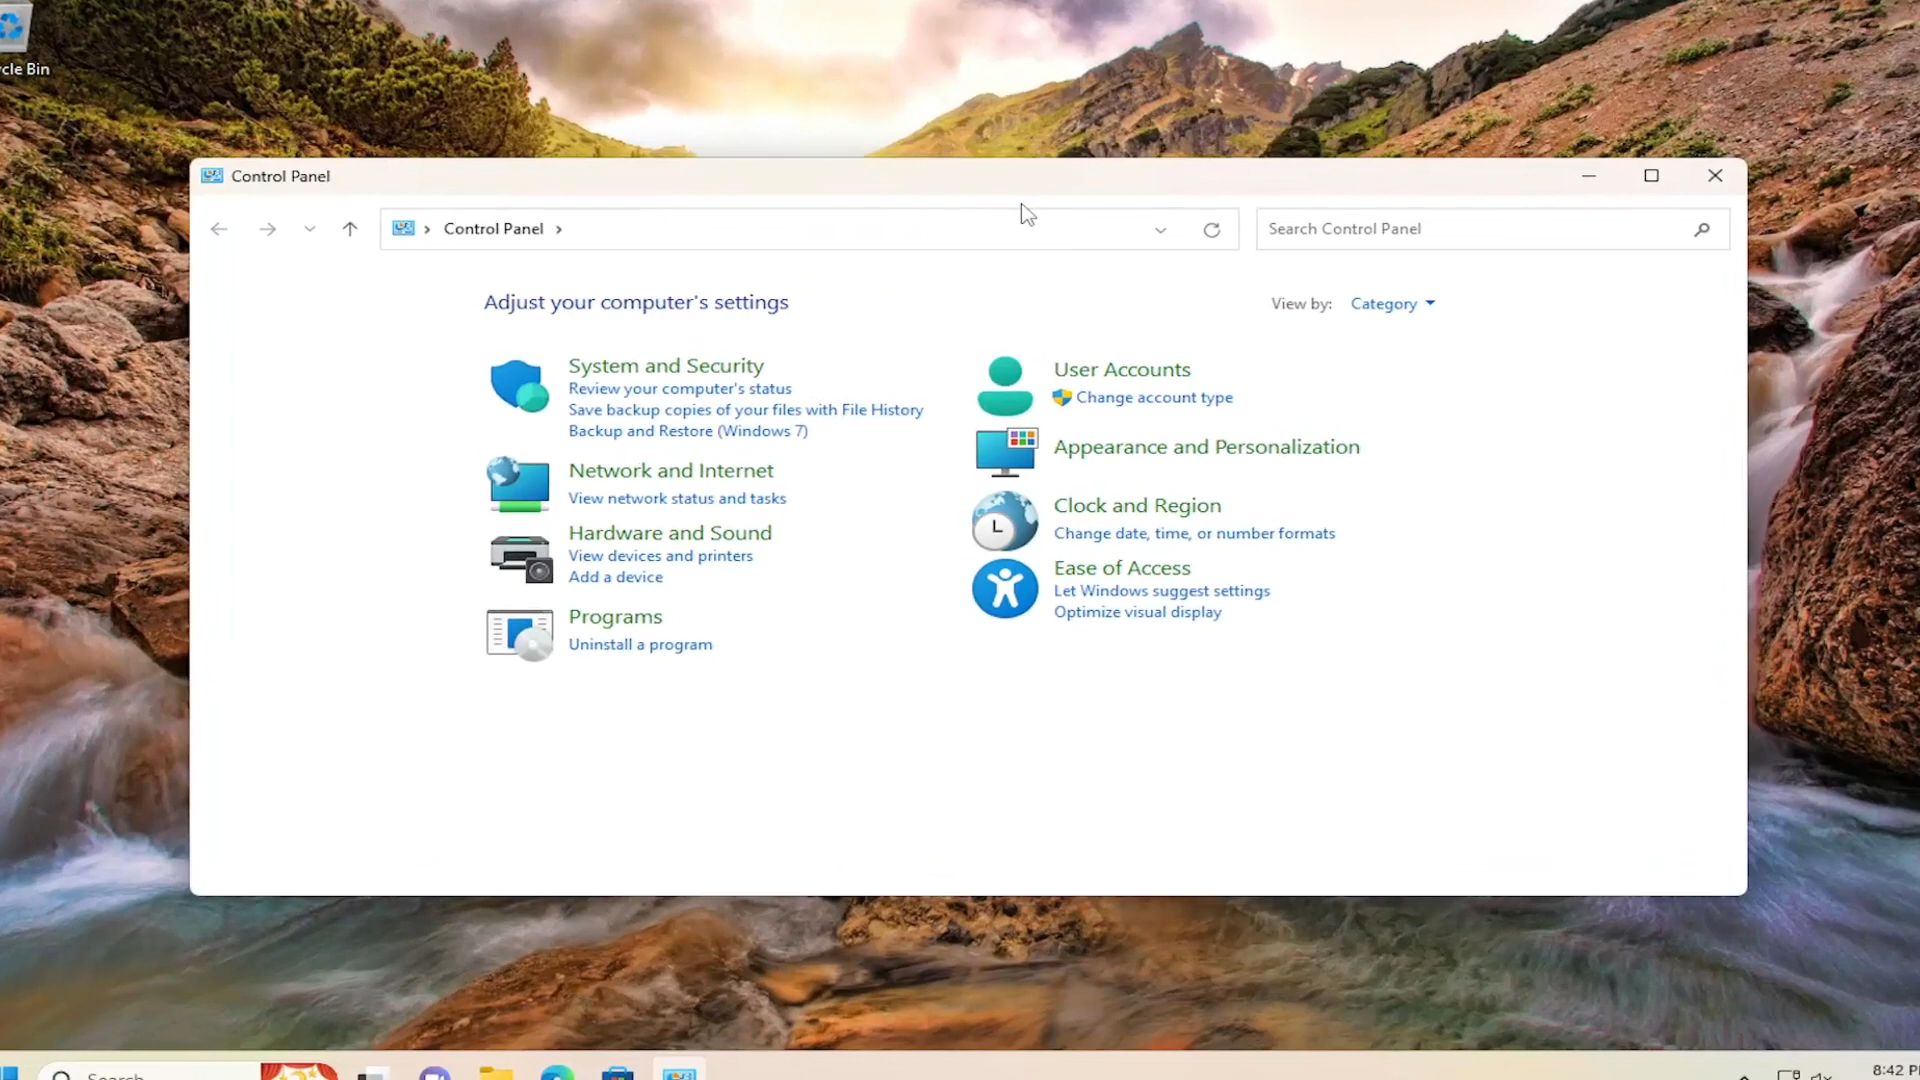 cle Bin
Control Panel
Control Panel
Search Control Panel
Adjust your computer's settings
View by: Category
System and Security
Review your computer's status
Save backup copies of your files with File History
Backup and Restore (Windows 7)
Network and Internet
View network status and tasks
Hardware and Sound
View devices and printers
Add a device
Programs
Uninstall a program
User Accounts
Change account type
Appearance and Personalization
Clock and Region
Change date, time, or number formats
Ease of Access
Let Windows suggest settings
Optimize visual display
Search
8:42 P